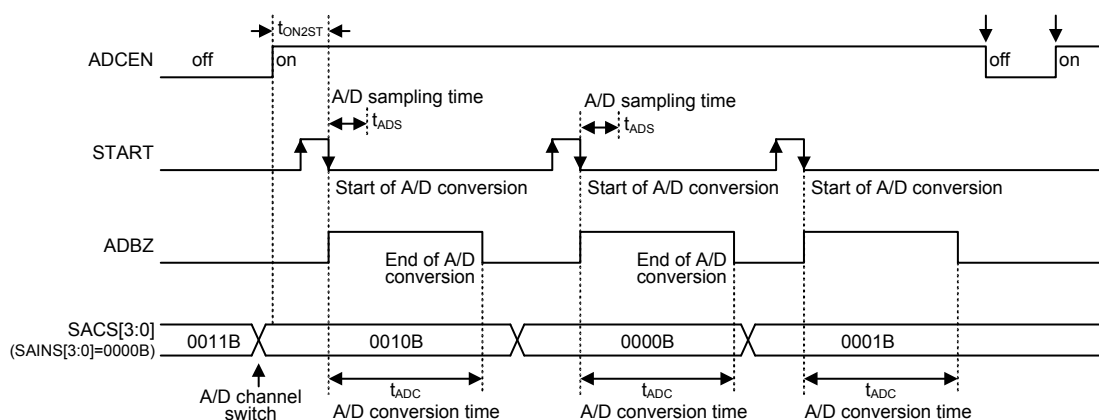 tON2ST
ADCEN
off
on
off
on
A/D sampling time
A/D sampling time
tADS
tADS
START
Start of A/D conversion
Start of A/D conversion
Start of A/D conversion
ADBZ
End of A/D
conversion
End of A/D
conversion
SACS[3:0]
(SAINS[3:0]=0000B)
0011B
0010B
0000B
0001B
A/D channel
switch
tADC
A/D conversion time
tADC
A/D conversion time
tADC
A/D conversion time